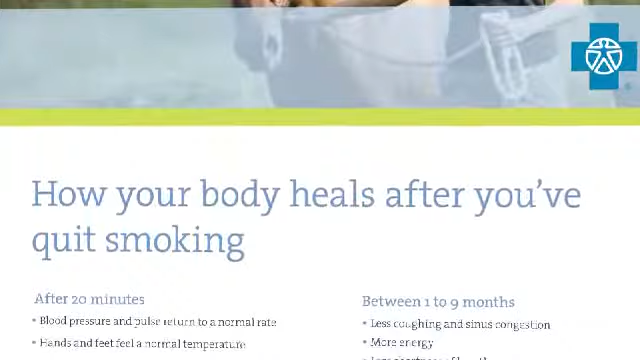 How your body heals after you've
quit smoking
After 20 minutes
• Blood pressure and pulse return to a normal rate
• Hands and feet feel a normal temperature
Between 1 to 9 months
• Less coughing and sinus congestion
• More energy